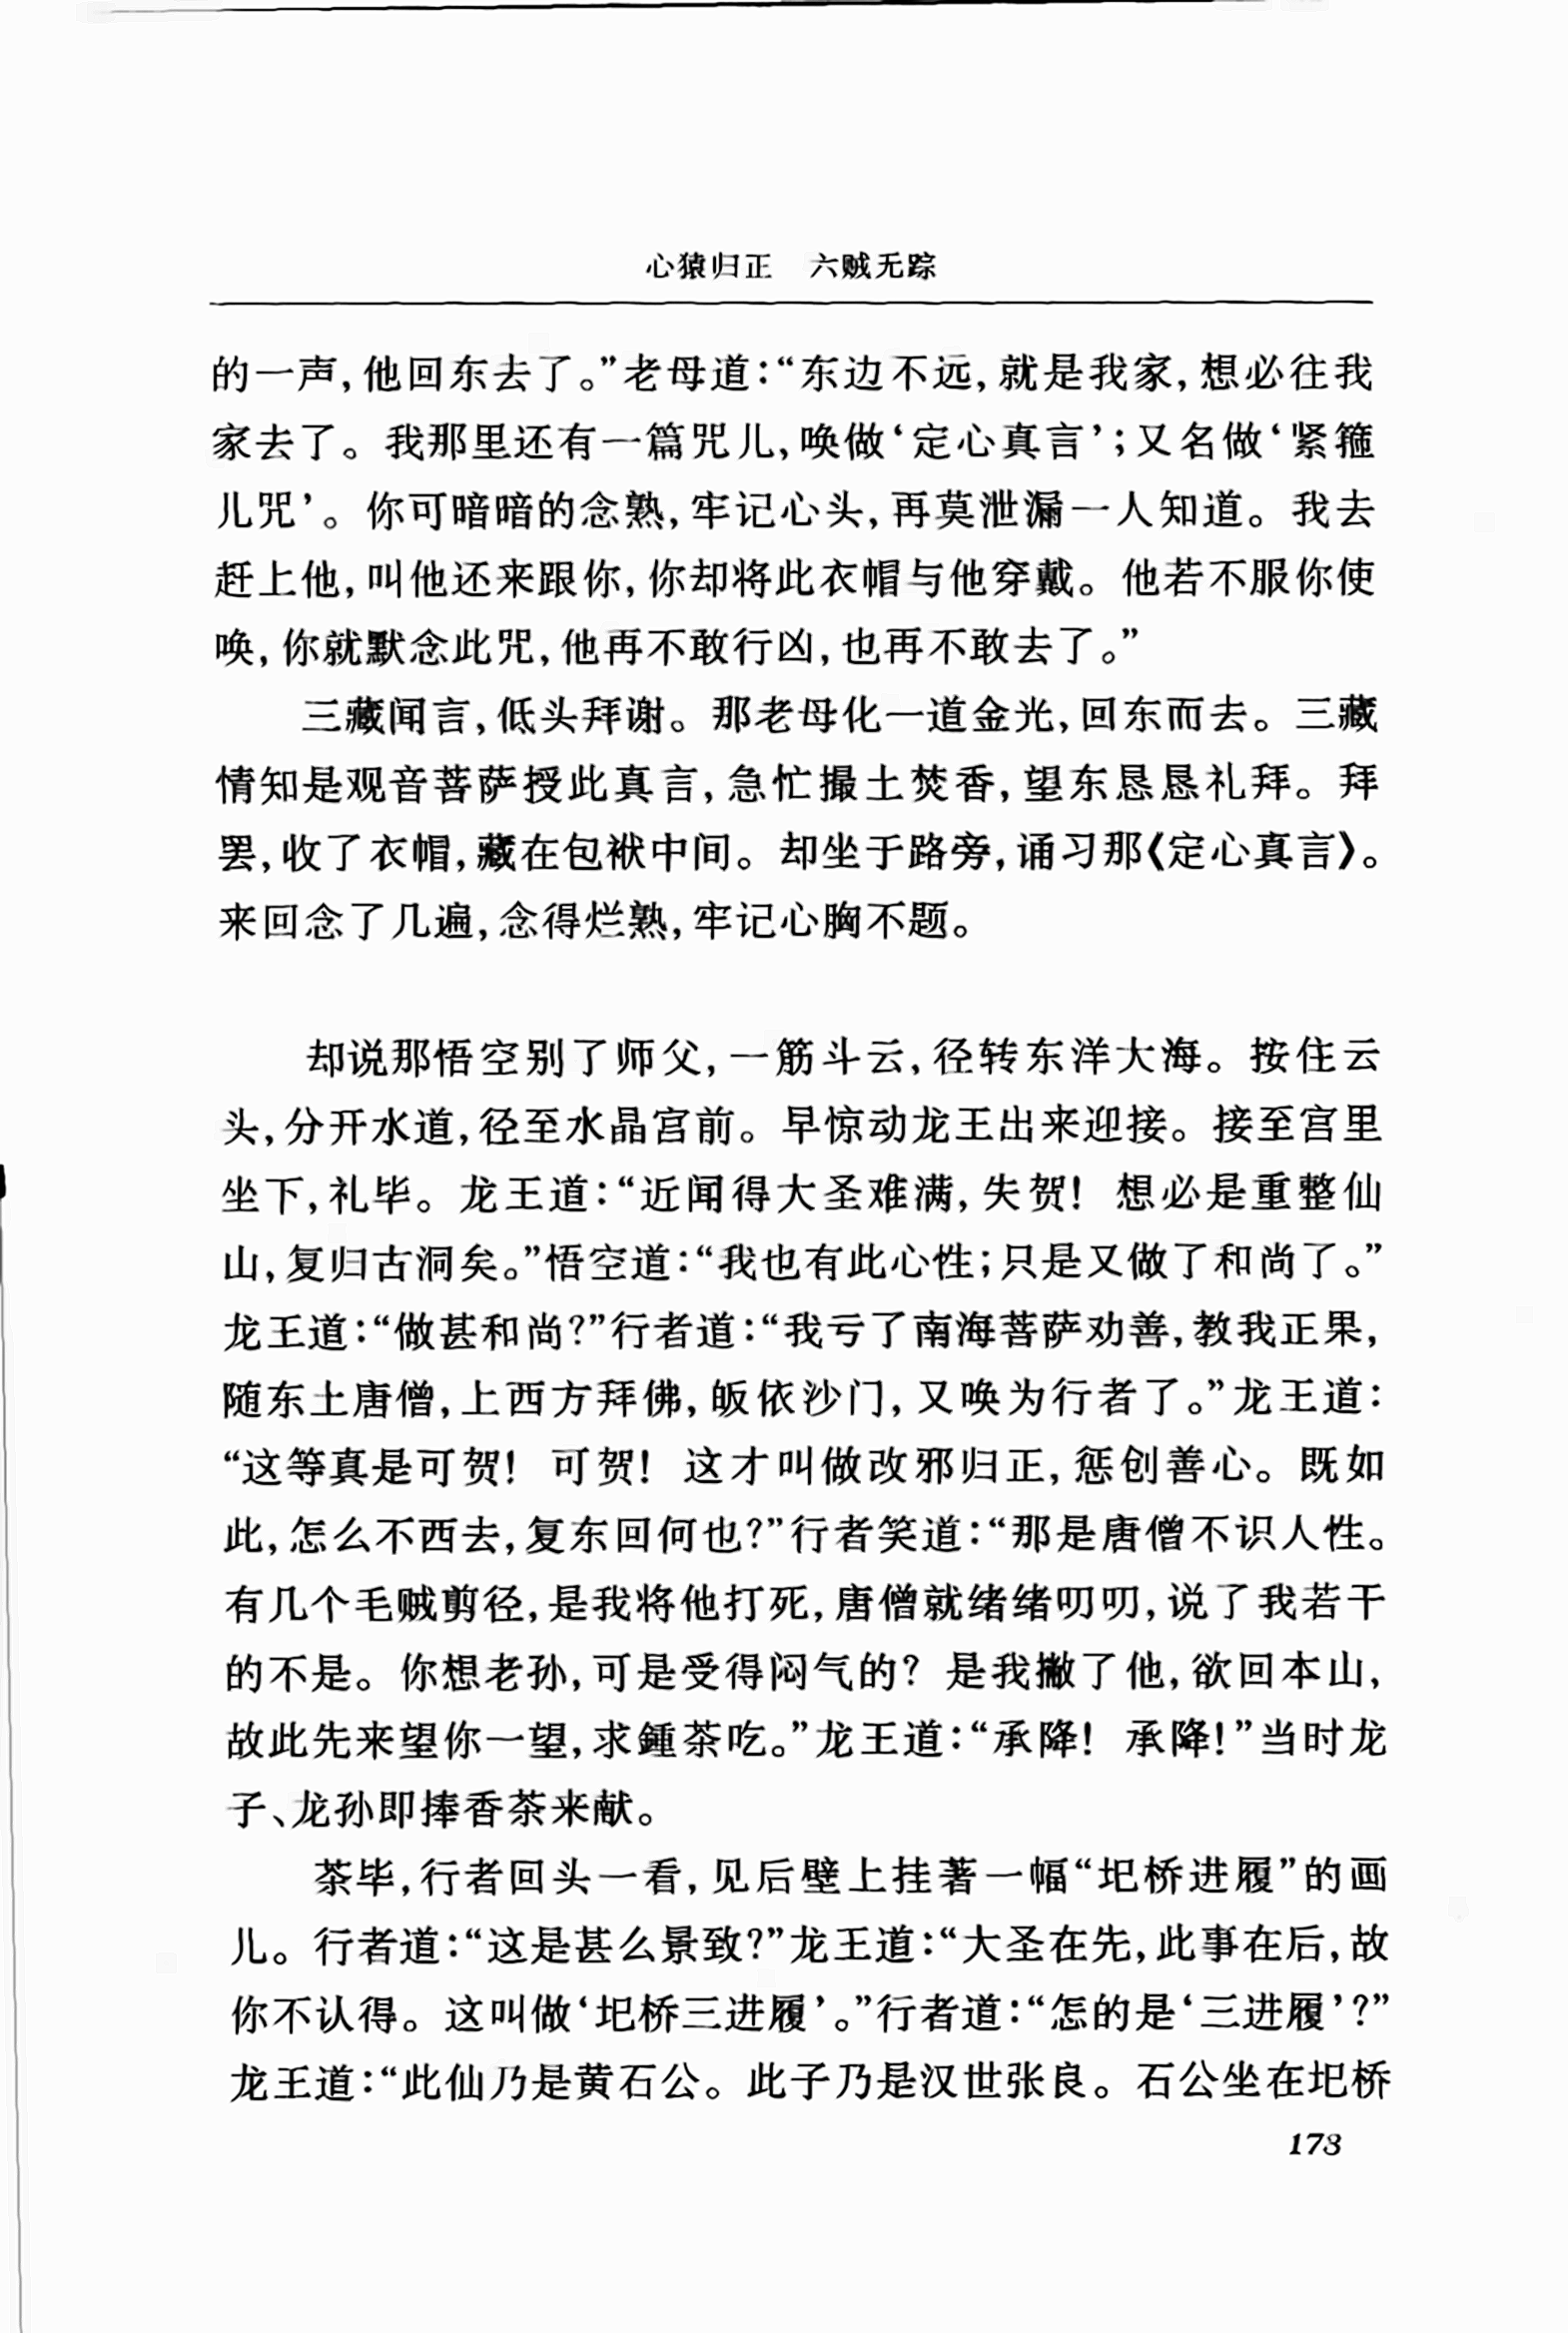 心猿归正　六贼无踪
的一声，他回东去了。”老母道：“东边不远，就是我家，想必往我
家去了。我那里还有一篇咒儿，唤做‘定心真言’；又名做‘紧箍
儿咒’。你可暗暗的念熟，牢记心头，再莫泄漏一人知道。我去
赶上他，叫他还来跟你，你却将此衣帽与他穿戴。他若不服你使
唤，你就默念此咒，他再不敢行凶，也再不敢去了。”
三藏闻言，低头拜谢。那老母化一道金光，回东而去。三藏
情知是观音菩萨授此真言，急忙撮土焚香，望东恳恳礼拜。拜
罢，收了衣帽，藏在包袱中间。却坐于路旁，诵习那《定心真言》。
来回念了几遍，念得烂熟，牢记心胸不题。
却说那悟空别了师父，一筋斗云，径转东洋大海。按住云
头，分开水道，径至水晶宫前。早惊动龙王出来迎接。接至宫里
坐下，礼毕。龙王道：“近闻得大圣难满，失贺！想必是重整仙
山，复归古洞矣。”悟空道：“我也有此心性；只是又做了和尚了。”
龙王道：“做甚和尚？”行者道：“我亏了南海菩萨劝善，教我正果，
随东土唐僧，上西方拜佛，皈依沙门，又唤为行者了。”龙王道：
“这等真是可贺！可贺！这才叫做改邪归正，惩创善心。既如
此，怎么不西去，复东回何也？”行者笑道：“那是唐僧不识人性。
有几个毛贼剪径，是我将他打死，唐僧就绪绪叨叨，说了我若干
的不是。你想老孙，可是受得闷气的？是我撇了他，欲回本山，
故此先来望你一望，求鍾茶吃。”龙王道：“承降！承降！”当时龙
子、龙孙即捧香茶来献。
茶毕，行者回头一看，见后壁上挂著一幅“圯桥进履”的画
儿。行者道：“这是甚么景致？”龙王道：“大圣在先，此事在后，故
你不认得。这叫做‘圯桥三进履’。”行者道：“怎的是‘三进履’？”
龙王道：“此仙乃是黄石公。此子乃是汉世张良。石公坐在圯桥
173